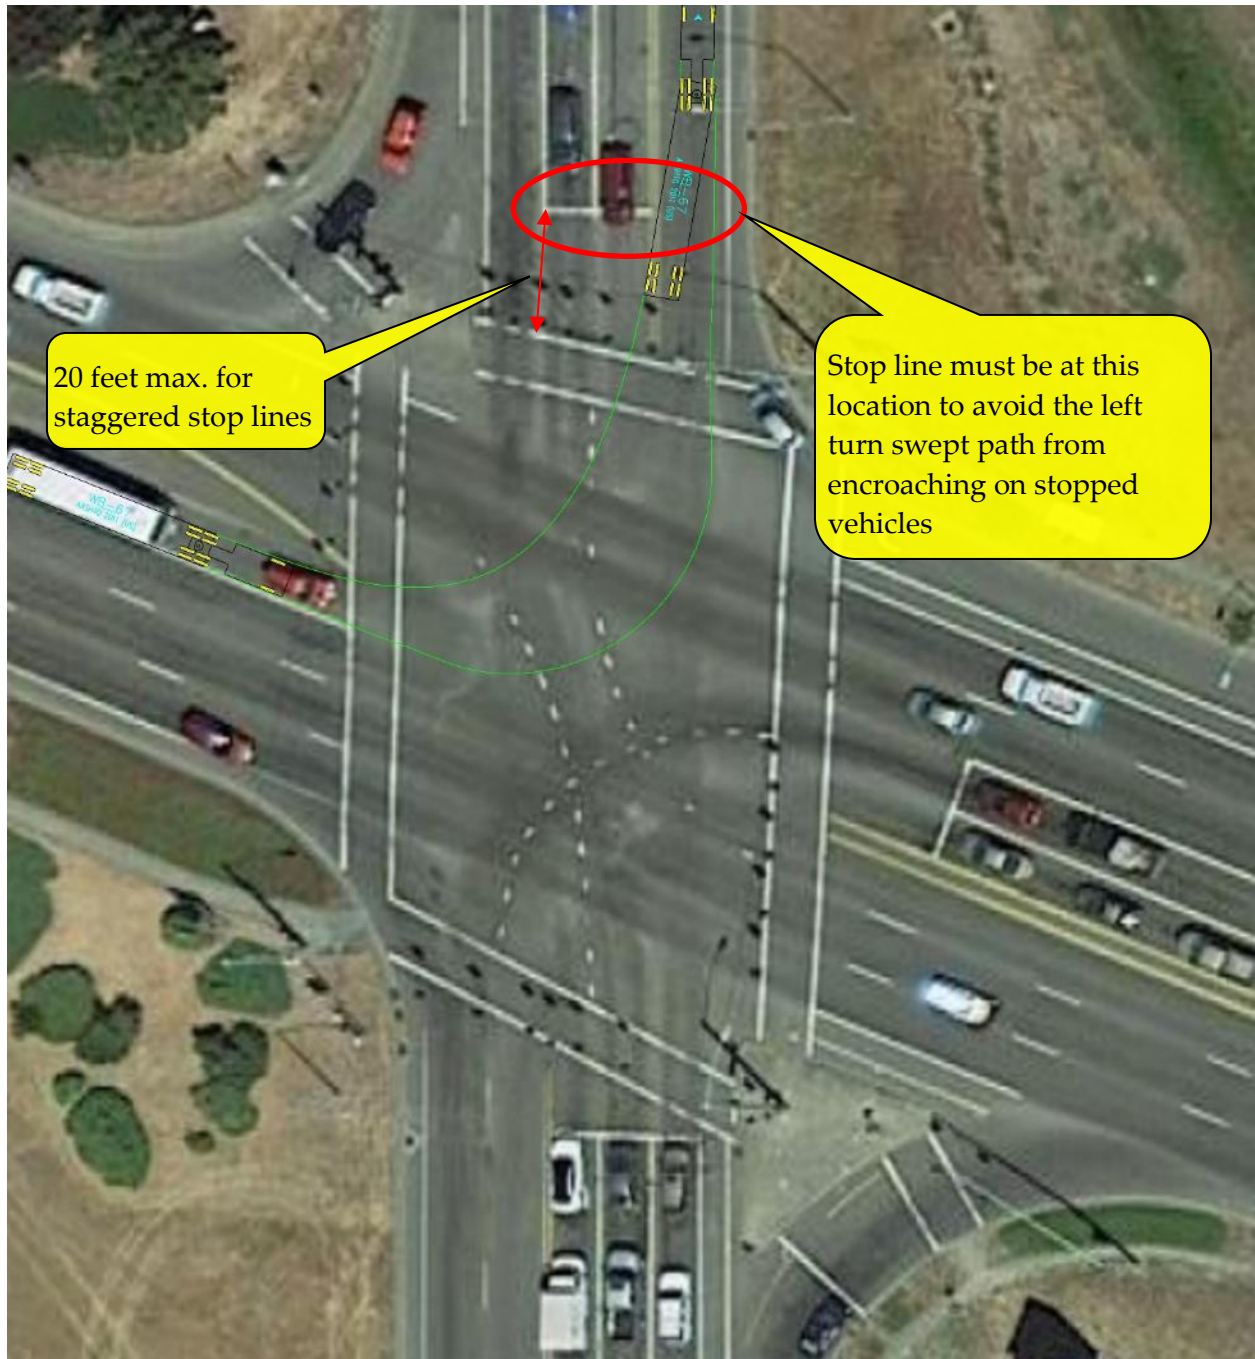 20 feet max. for
staggered stop lines
Stop line must be at this
location to avoid the left
turn swept path from
encroaching on stopped
vehicles